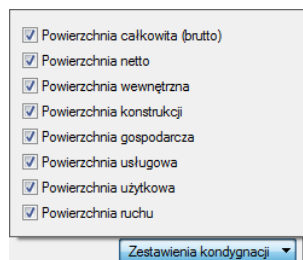 Powierzchnia całkowita (brutto)
Powierzchnia netto
Powierzchnia wewnętrzna
Powierzchnia konstrukcji
Powierzchnia gospodarcza
Powierzchnia usługowa
Powierzchnia użytkowa
Powierzchnia ruchu
Zestawienia kondygnacji